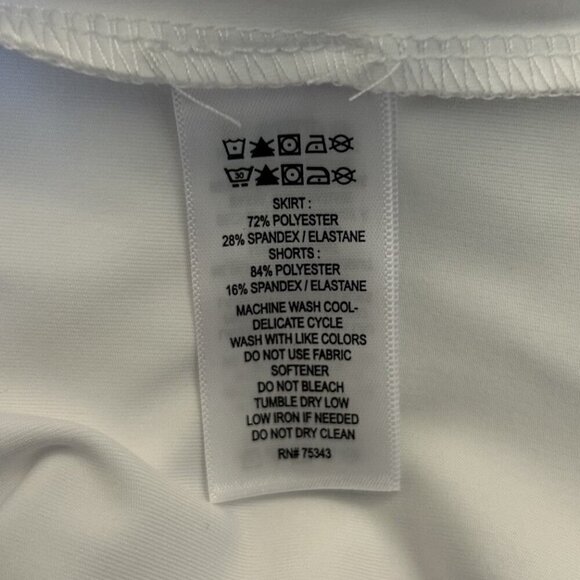 30
SKIRT :
72% POLYESTER
28% SPANDEX / ELASTANE
SHORTS :
84% POLYESTER
16% SPANDEX / ELASTANE
MACHINE WASH COOL-
DELICATE CYCLE
WASH WITH LIKE COLORS
DO NOT USE FABRIC
SOFTENER
DO NOT BLEACH
TUMBLE DRY LOW
LOW IRON IF NEEDED
DO NOT DRY CLEAN
RN# 75343